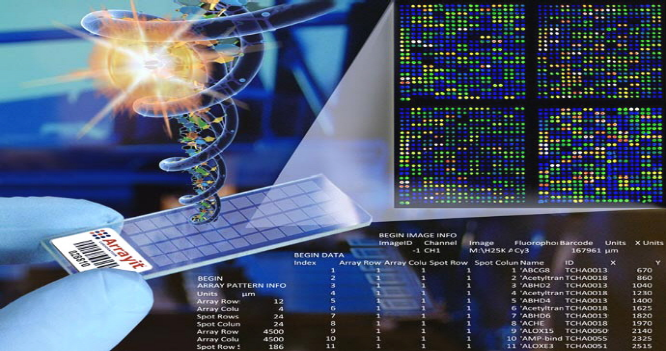 Arrayit
BEGIN IMAGE INFO
ImageID Channel Image Fluorophor Barcode Units X Units
-1 CH1 M:\H25K A Cy3 167961 µm
BEGIN DATA
Index Array Row Array Colu Spot Row Spot Colun Name ID X Y
1 1 1 1 1 'ABCG8 TCHA0013 670
2 1 1 1 2 'Acetyltran TCHA0018 860
3 1 1 1 3 'ABHD2 TCHA0013 1040
4 1 1 1 4 'Acetyltran TCHA0018 1230
5 1 1 1 5 'ABHD4 TCHA0013 1400
6 1 1 1 6 'Acetyltran TCHA0018 1625
7 1 1 1 7 'ABHD6 TCHA0013 1820
8 1 1 1 8 'ACHE TCHA0018 1970
9 1 1 1 9 'ALOX15 TCHA0050 2140
10 1 1 1 10 'AMP-bind TCHA0055 2325
11 1 1 1 11 'ALOXE3 TCHA0051 2515
BEGIN
ARRAY PATTERN INFO
Units µm
Array Row: 12
Array Colu 4
Spot Rows 24
Spot Colun 24
Array Row 4500
Array Colu 4500
Spot Row S 186